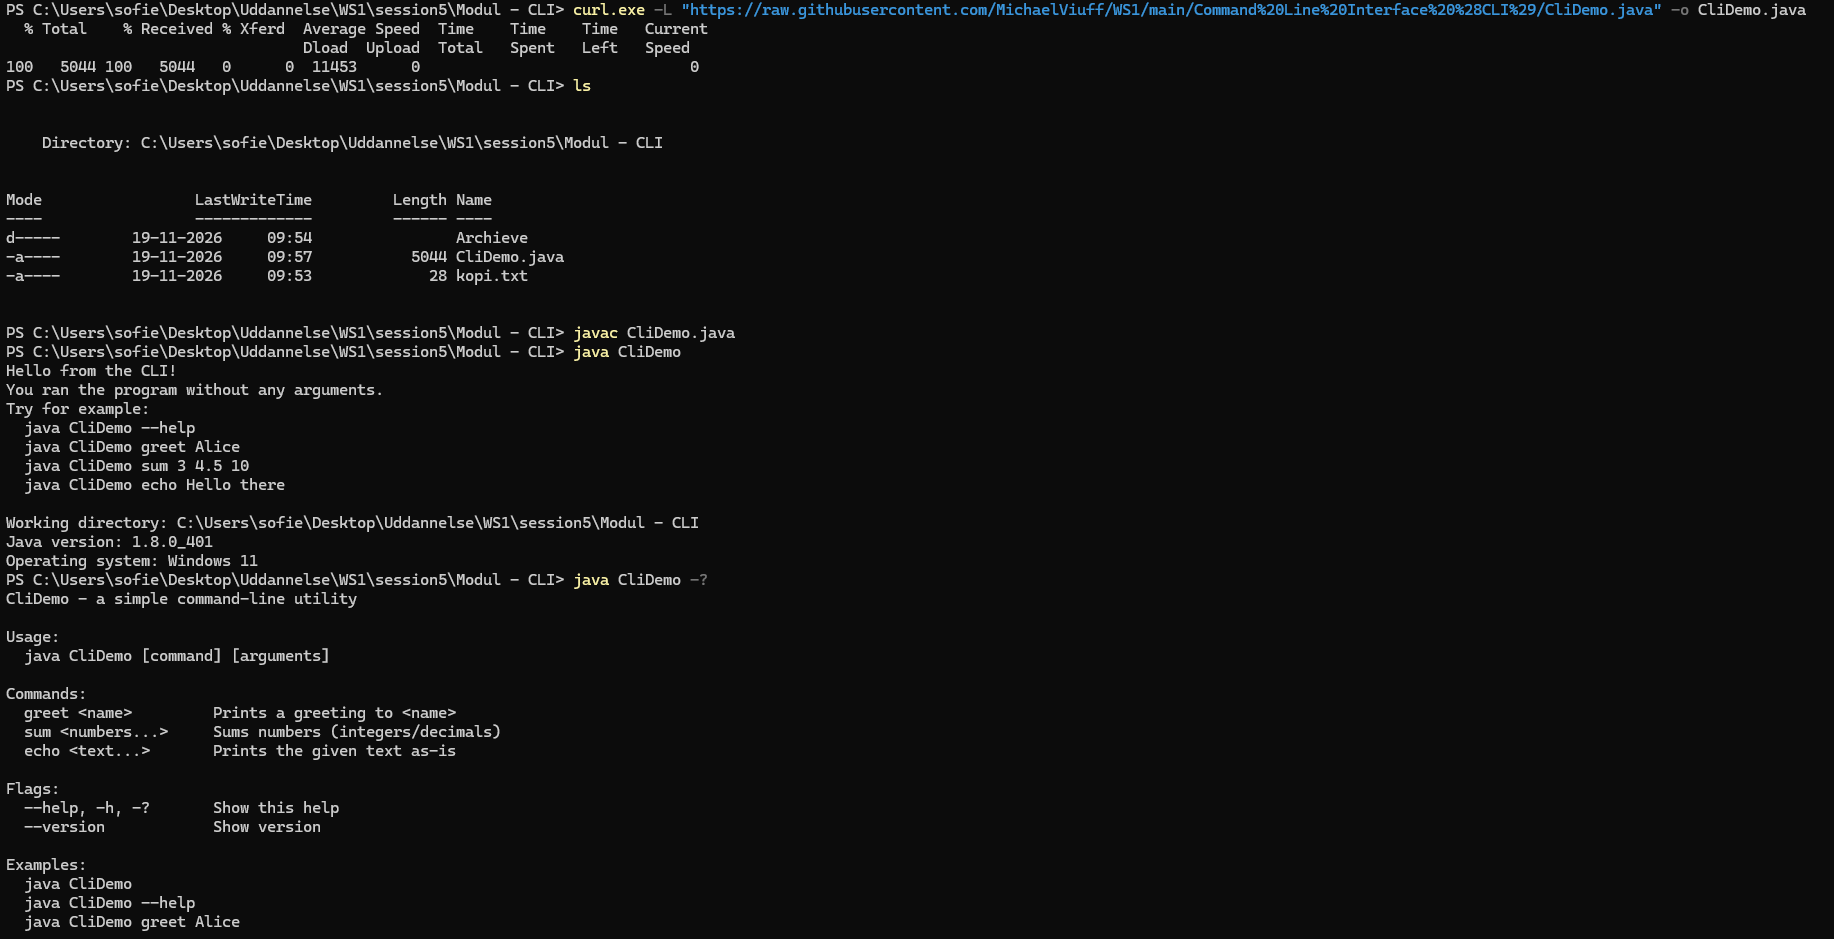 PS C:\Users\sofie\Desktop\Uddannelse\WS1\session5\Modul - CLI> curl.exe -L "https://raw.githubusercontent.com/MichaelViuff/WS1/main/Command%20Line%20Interface%20%28CLI%29/CliDemo.java" -o CliDemo.java
  % Total    % Received % Xferd  Average Speed  Time    Time     Time   Current
                                 Dload  Upload  Total   Spent    Left   Speed
100   5044 100   5044   0      0  11453      0                              0
PS C:\Users\sofie\Desktop\Uddannelse\WS1\session5\Modul - CLI> ls
    Directory: C:\Users\sofie\Desktop\Uddannelse\WS1\session5\Modul - CLI
Mode                 LastWriteTime         Length Name
----                 -------------         ------ ----
d-----        19-11-2026     09:54                Archieve
-a----        19-11-2026     09:57           5044 CliDemo.java
-a----        19-11-2026     09:53             28 kopi.txt
PS C:\Users\sofie\Desktop\Uddannelse\WS1\session5\Modul - CLI> javac CliDemo.java
PS C:\Users\sofie\Desktop\Uddannelse\WS1\session5\Modul - CLI> java CliDemo
Hello from the CLI!
You ran the program without any arguments.
Try for example:
  java CliDemo --help
  java CliDemo greet Alice
  java CliDemo sum 3 4.5 10
  java CliDemo echo Hello there
Working directory: C:\Users\sofie\Desktop\Uddannelse\WS1\session5\Modul - CLI
Java version: 1.8.0_401
Operating system: Windows 11
PS C:\Users\sofie\Desktop\Uddannelse\WS1\session5\Modul - CLI> java CliDemo -?
CliDemo - a simple command-line utility
Usage:
  java CliDemo [command] [arguments]
Commands:
  greet <name>         Prints a greeting to <name>
  sum <numbers...>     Sums numbers (integers/decimals)
  echo <text...>       Prints the given text as-is
Flags:
  --help, -h, -?       Show this help
  --version            Show version
Examples:
  java CliDemo
  java CliDemo --help
  java CliDemo greet Alice